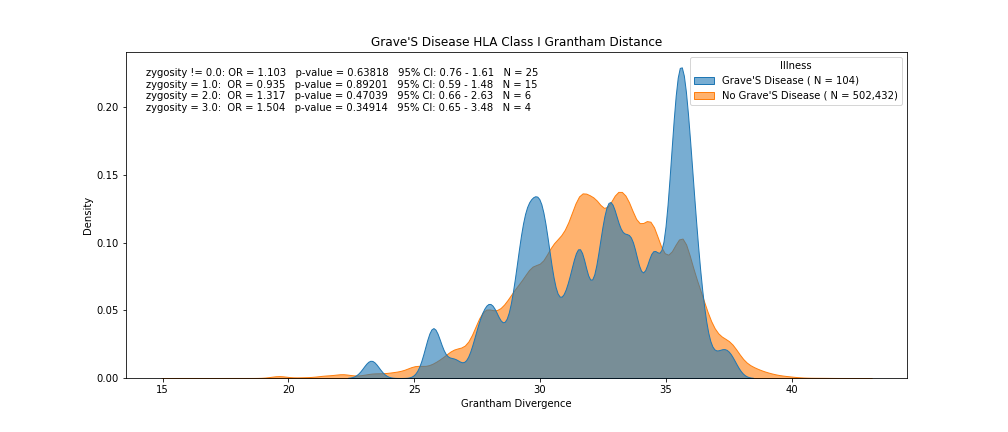 Grave'S Disease HLA Class I Grantham Distance
zygosity != 0.0: OR = 1.103   p-value = 0.63818   95% CI: 0.76 - 1.61   N = 25
zygosity = 1.0:  OR = 0.935   p-value = 0.89201   95% CI: 0.59 - 1.48   N = 15
zygosity = 2.0:  OR = 1.317   p-value = 0.47039   95% CI: 0.66 - 2.63   N = 6
zygosity = 3.0:  OR = 1.504   p-value = 0.34914   95% CI: 0.65 - 3.48   N = 4
Illness
Grave'S Disease ( N = 104)
No Grave'S Disease ( N = 502,432)
Density
0.20
0.15
0.10
0.05
0.00
15 20 25 30 35 40
Grantham Divergence